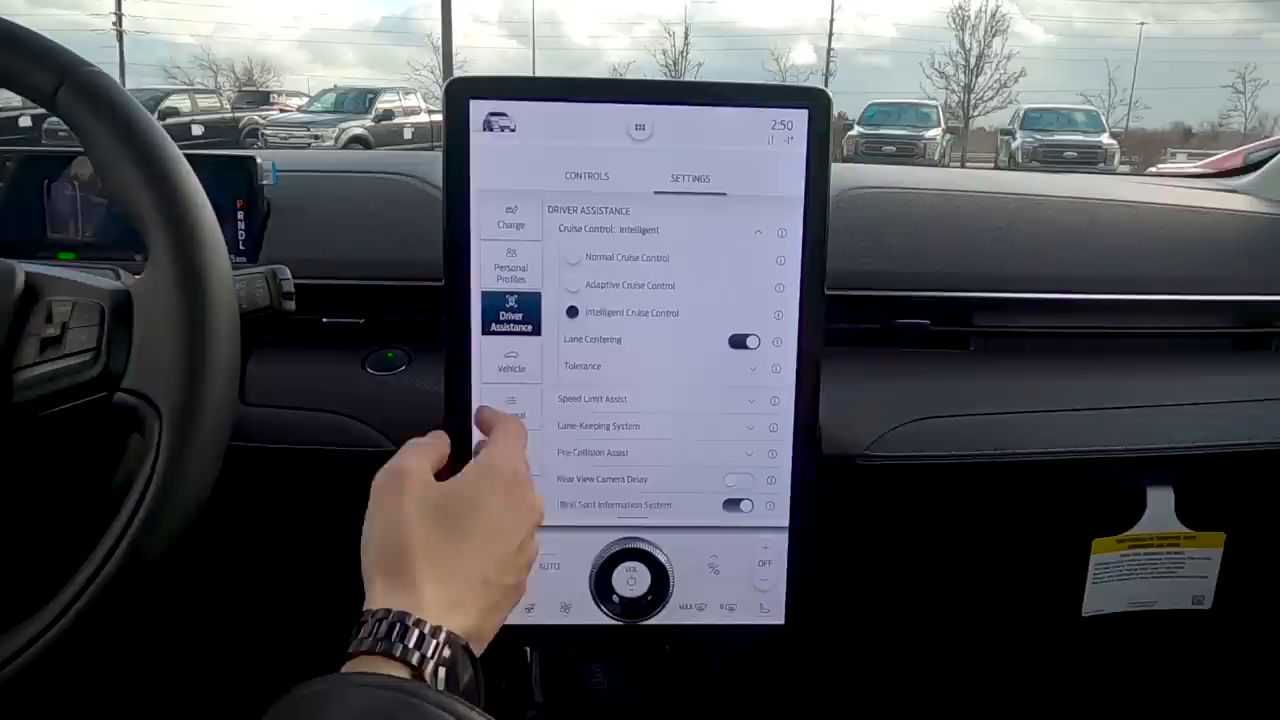 2:50
CONTROLS
SETTINGS
P
R
N
D
L
Charge
Personal
Profiles
Driver
Assistance
Vehicle
DRIVER ASSISTANCE
Cruise Control: Intelligent
Normal Cruise Control
Adaptive Cruise Control
Intelligent Cruise Control
Lane Centering
Tolerance
Speed Limit Assist
Lane-Keeping System
Pre-Collision Assist
Rear View Camera Delay
Blind Spot Information System
AUTO
VOL
OFF
MAX
R